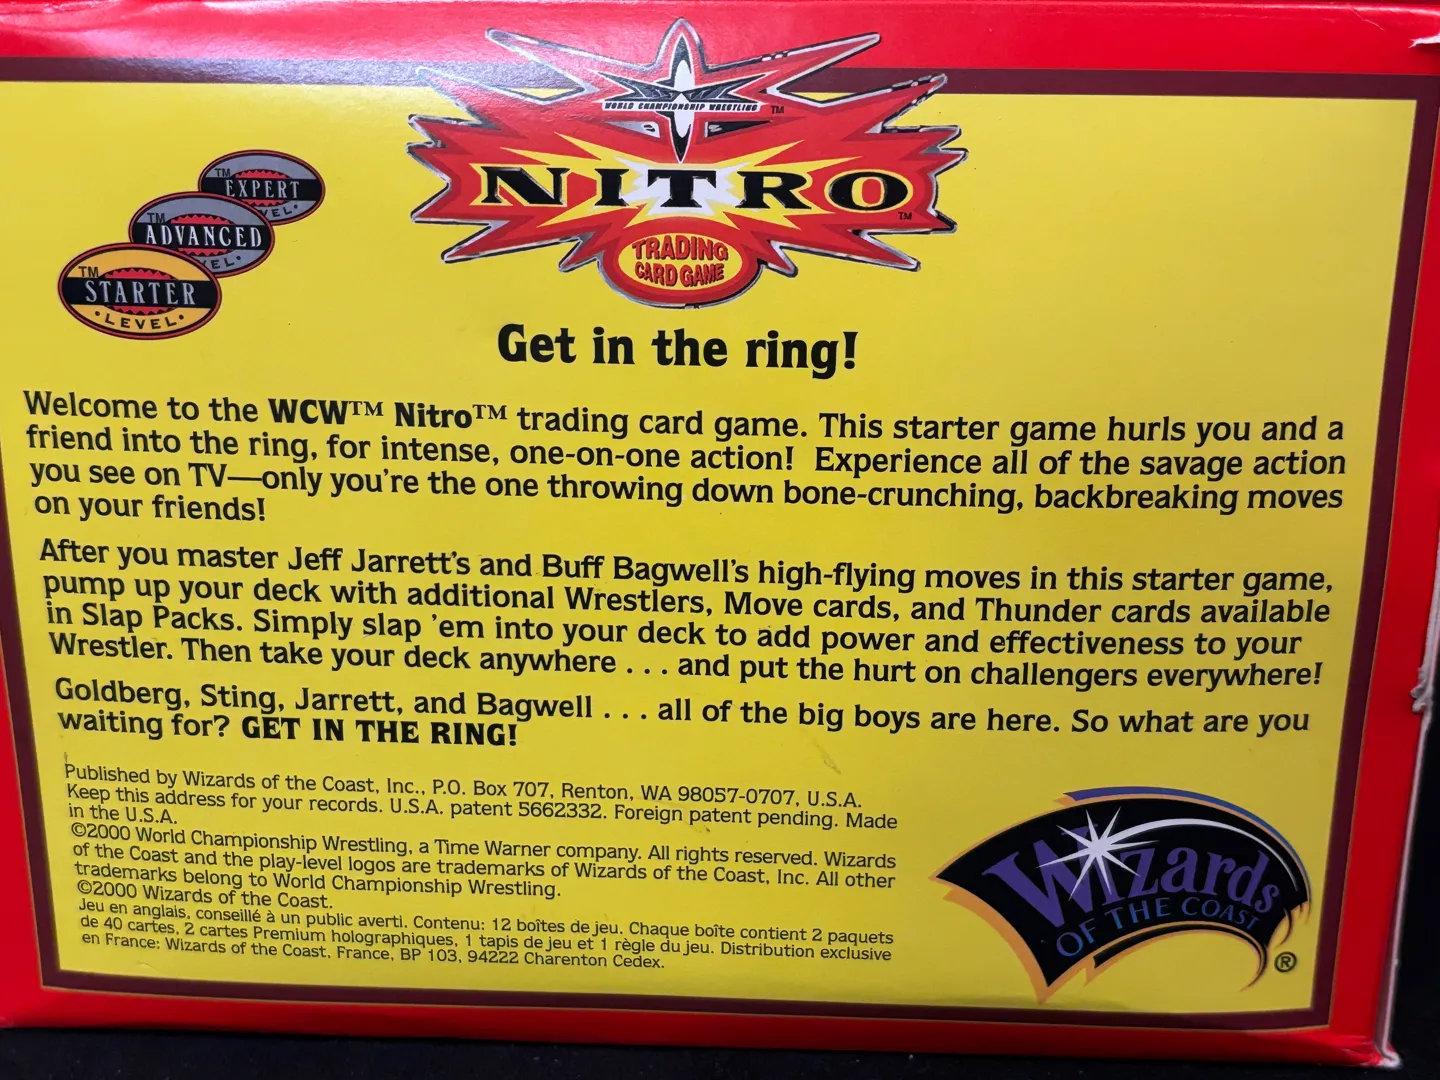 WORLD CHAMPIONSHIP WRESTLING TM
NITRO TM
TRADING
CARD GAME
TM EXPERT
TM
ADVANCED
TM
STARTER
• LEVEL •
Get in the ring!
Welcome to the WCW™ Nitro™ trading card game. This starter game hurls you and a
friend into the ring, for intense, one-on-one action! Experience all of the savage action
you see on TV—only you're the one throwing down bone-crunching, backbreaking moves
on your friends!
After you master Jeff Jarrett's and Buff Bagwell's high-flying moves in this starter game,
pump up your deck with additional Wrestlers, Move cards, and Thunder cards available
in Slap Packs. Simply slap 'em into your deck to add power and effectiveness to your
Wrestler. Then take your deck anywhere . . . and put the hurt on challengers everywhere!
Goldberg, Sting, Jarrett, and Bagwell . . . all of the big boys are here. So what are you
waiting for? GET IN THE RING!
Published by Wizards of the Coast, Inc., P.O. Box 707, Renton, WA 98057-0707, U.S.A.
Keep this address for your records. U.S.A. patent 5662332. Foreign patent pending. Made
in the U.S.A.
©2000 World Championship Wrestling, a Time Warner company. All rights reserved. Wizards
of the Coast and the play-level logos are trademarks of Wizards of the Coast, Inc. All other
trademarks belong to World Championship Wrestling.
©2000 Wizards of the Coast.
Jeu en anglais, conseillé à un public averti. Contenu: 12 boîtes de jeu. Chaque boîte contient 2 paquets
de 40 cartes, 2 cartes Premium holographiques, 1 tapis de jeu et 1 règle du jeu. Distribution exclusive
en France: Wizards of the Coast, France, BP 103, 94222 Charenton Cedex.
Wizards
OF THE COAST
®